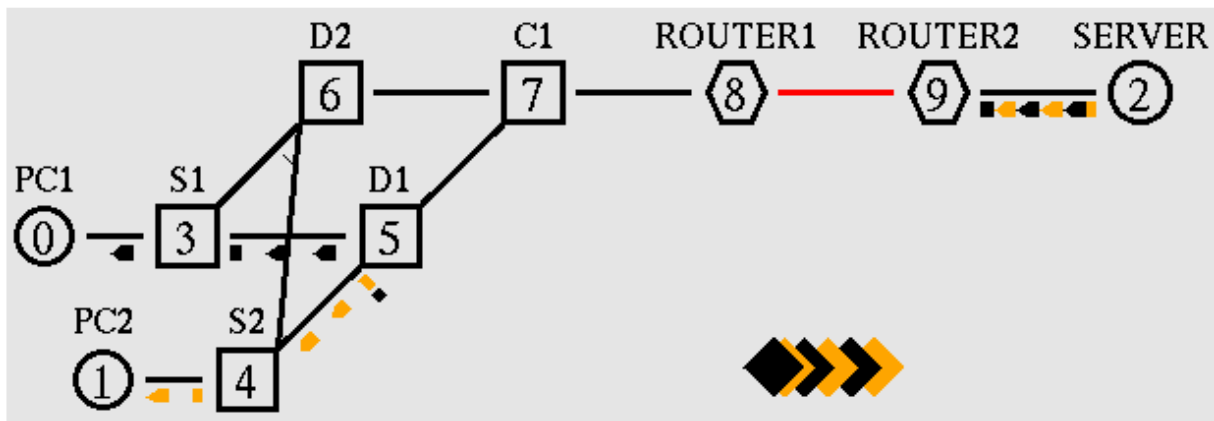 D2 C1 ROUTER1 ROUTER2 SERVER
6 7 8 9 2
PC1 S1 D1
0 3 5
PC2 S2
1 4